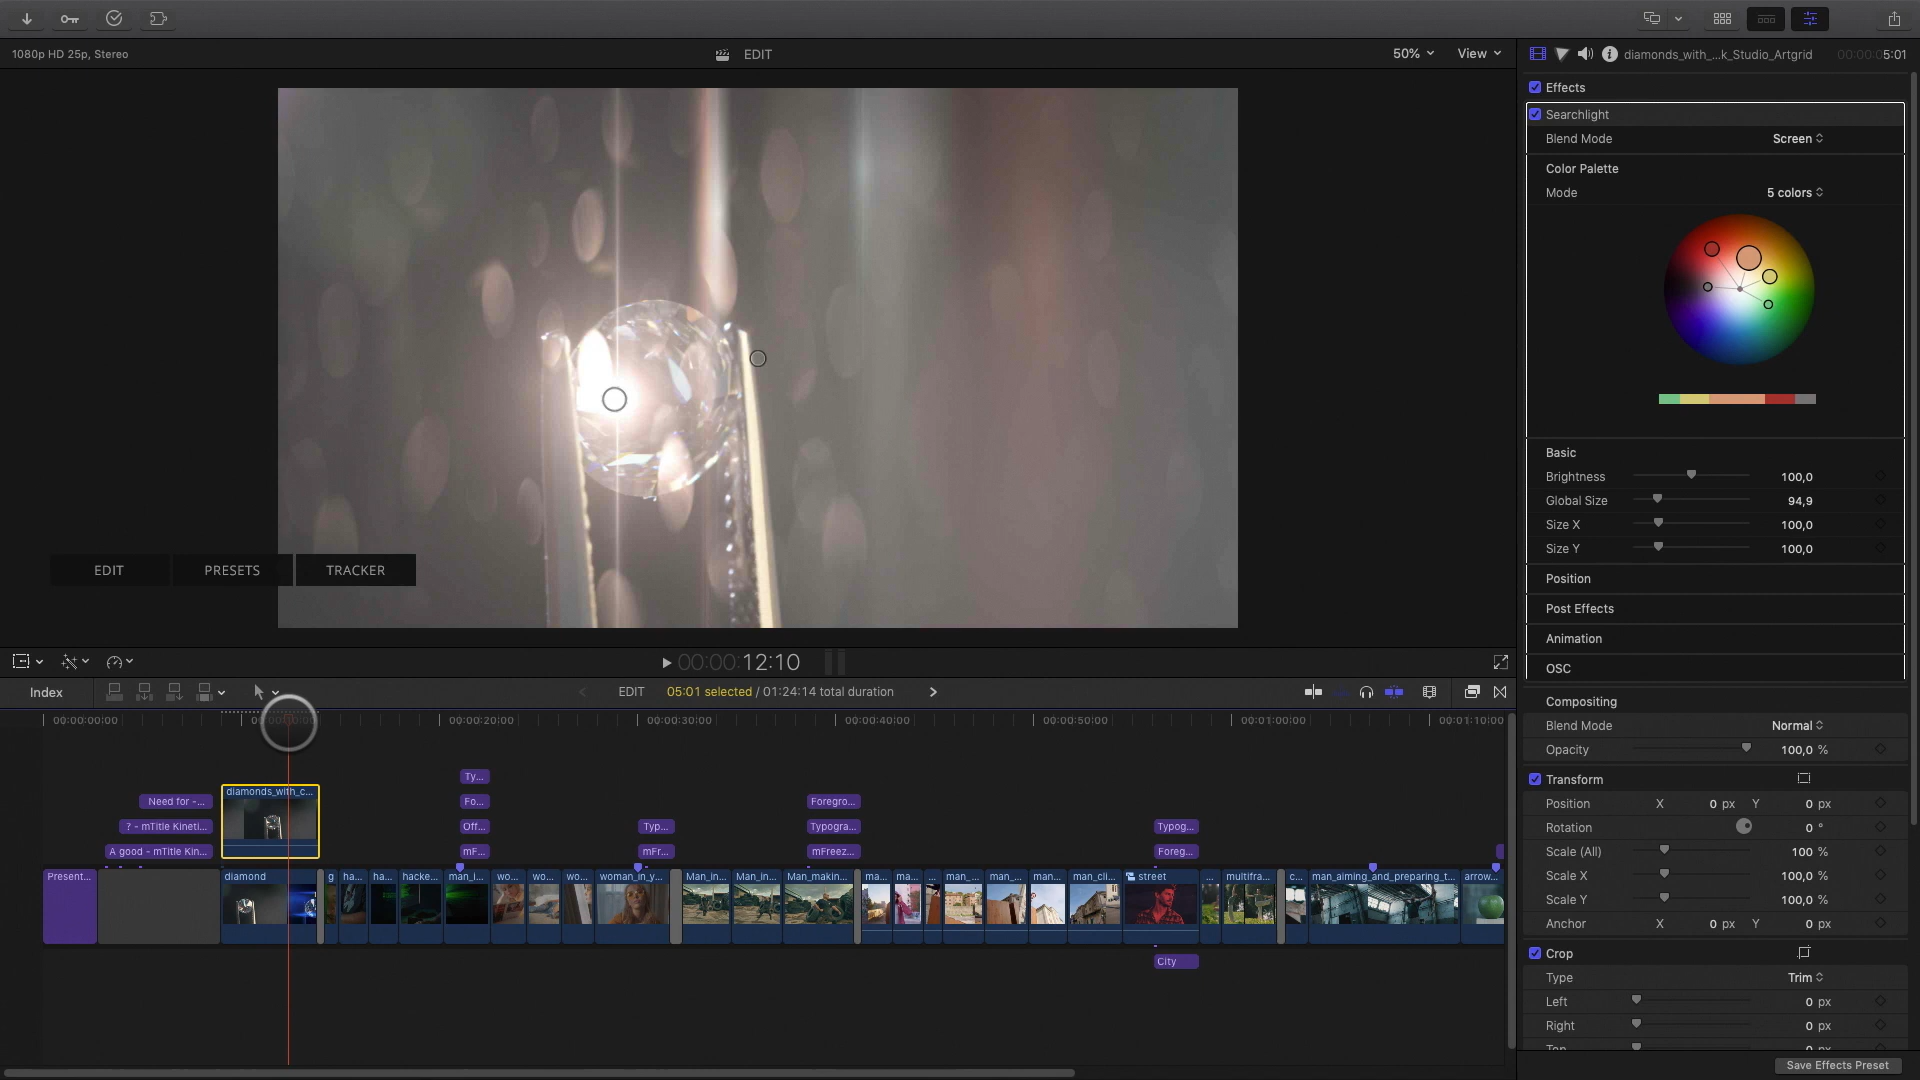 1080p HD 25p, Stereo
EDIT
50%
View
diamonds_with_...k_Studio_Artgrid
00:00:05:01
Effects
Searchlight
Blend Mode
Screen
Color Palette
Mode
5 colors
Basic
Brightness
100,0
Global Size
94,9
Size X
100,0
Size Y
100,0
Position
Post Effects
Animation
OSC
Compositing
Blend Mode
Normal
Opacity
100,0 %
Transform
Position
X
0 px
Y
0 px
Rotation
0 °
Scale (All)
100 %
Scale X
100,0 %
Scale Y
100,0 %
Anchor
X
0 px
Y
0 px
Crop
Type
Trim
Left
0 px
Right
0 px
Save Effects Preset
EDIT
PRESETS
TRACKER
00:00:12:10
Index
EDIT
05:01 selected / 01:24:14 total duration
00:00:00:00
00:00:20:00
00:00:30:00
00:00:40:00
00:00:50:00
00:01:00:00
00:01:10:00
Ty...
Need for -...
diamonds_with_c...
Fo...
Foregro...
? - mTitle Kineti...
Off...
Typ...
Typogra...
Typog...
A good - mTitle Kin...
mF...
mFr...
mFreez...
Foreg...
Present...
diamond
g
ha...
ha...
hacke...
man_l...
wo...
wo...
wo...
woman_in_y...
Man_in...
Man_in...
Man_makin...
ma...
ma...
...
man_...
man_...
man...
man_cli...
street
...
multifra...
c...
man_aiming_and_preparing_t...
arrow...
City